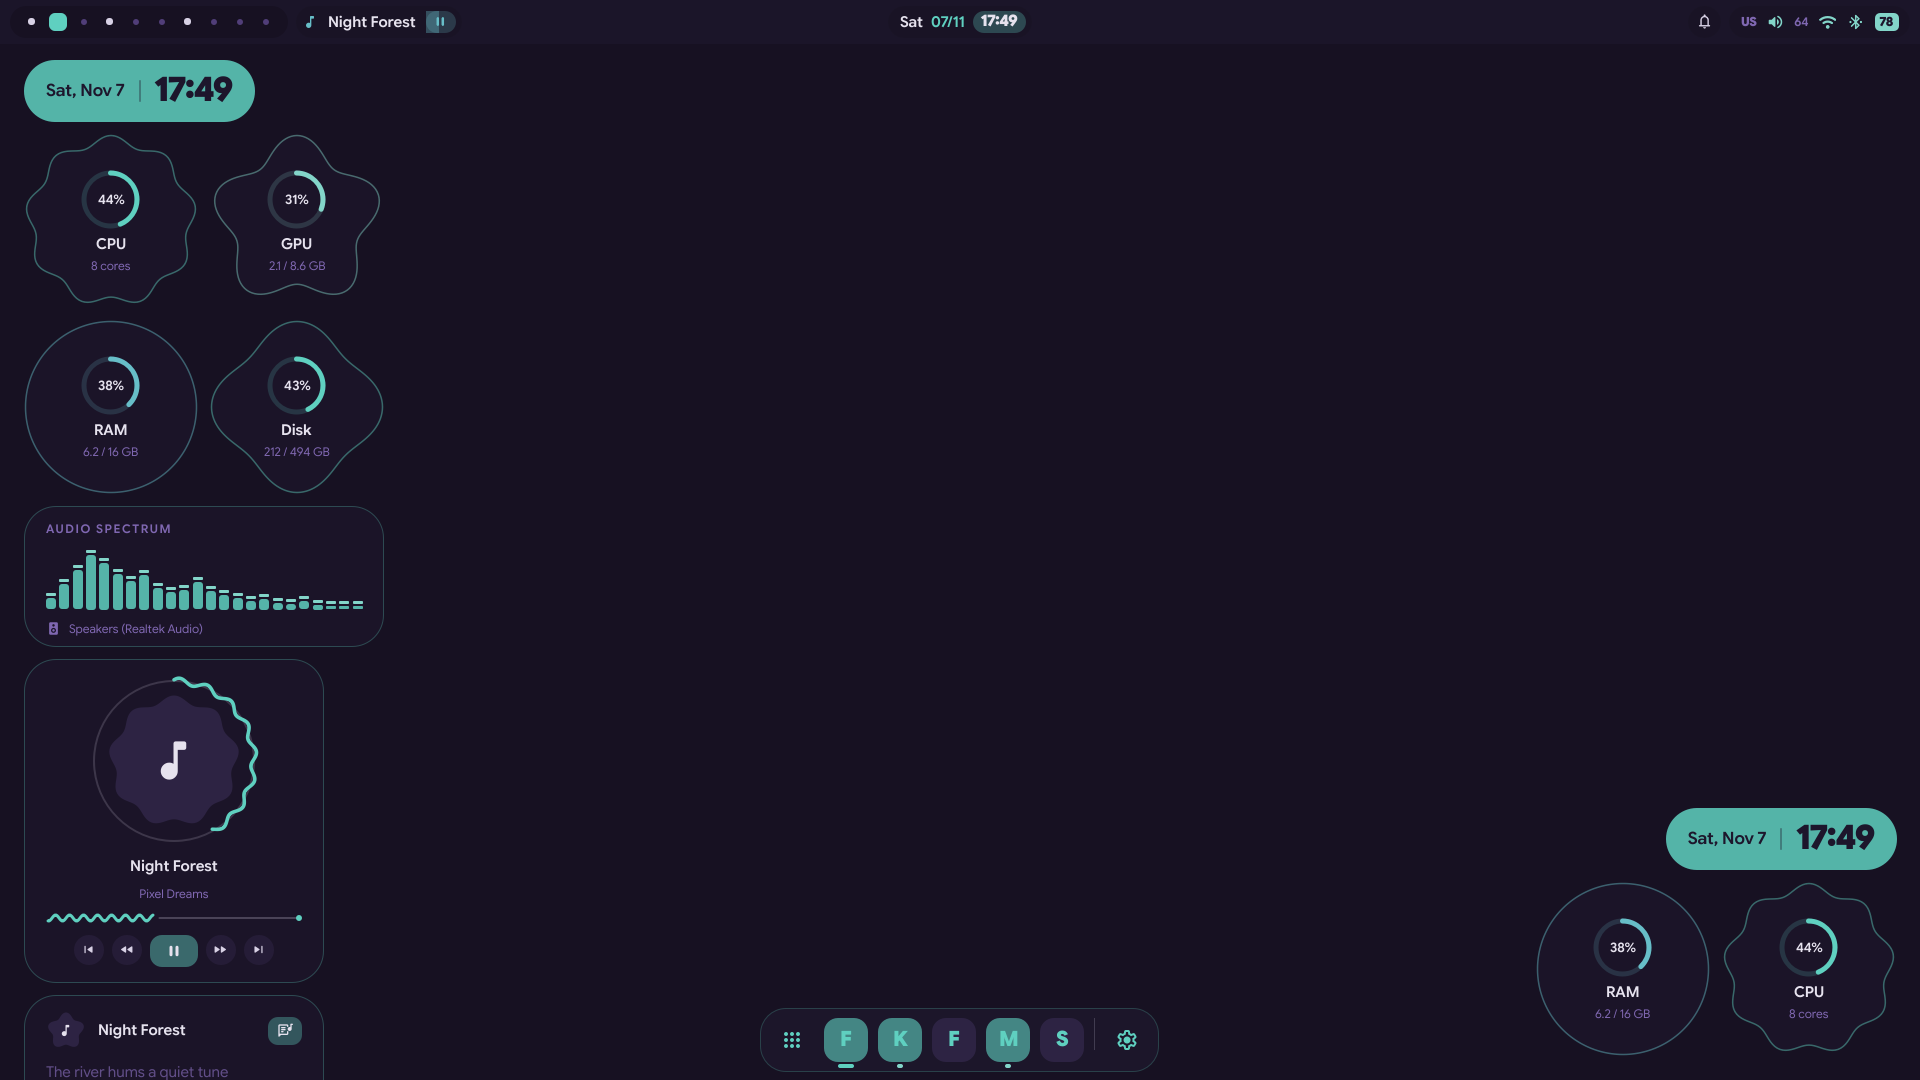 Night Forest
Sat 07/11 17:49
US 64 78
Sat, Nov 7 17:49
44%
CPU
8 cores
31%
GPU
2.1 / 8.6 GB
38%
RAM
6.2 / 16 GB
43%
Disk
212 / 494 GB
AUDIO SPECTRUM
Speakers (Realtek Audio)
Night Forest
Pixel Dreams
Night Forest
The river hums a quiet tune
F K F M S
Sat, Nov 7 17:49
38%
RAM
6.2 / 16 GB
44%
CPU
8 cores